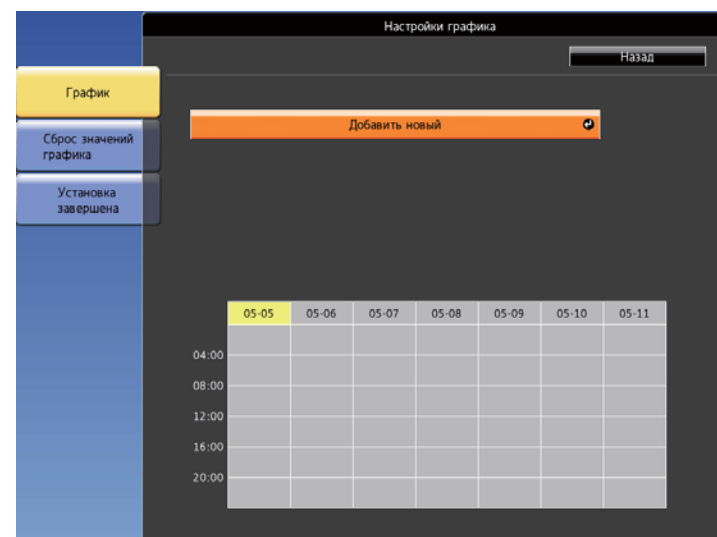 Настройки графика
Назад
График
Добавить новый
Сброс значений
графика
Установка
завершена
05-05 05-06 05-07 05-08 05-09 05-10 05-11
04:00
08:00
12:00
16:00
20:00